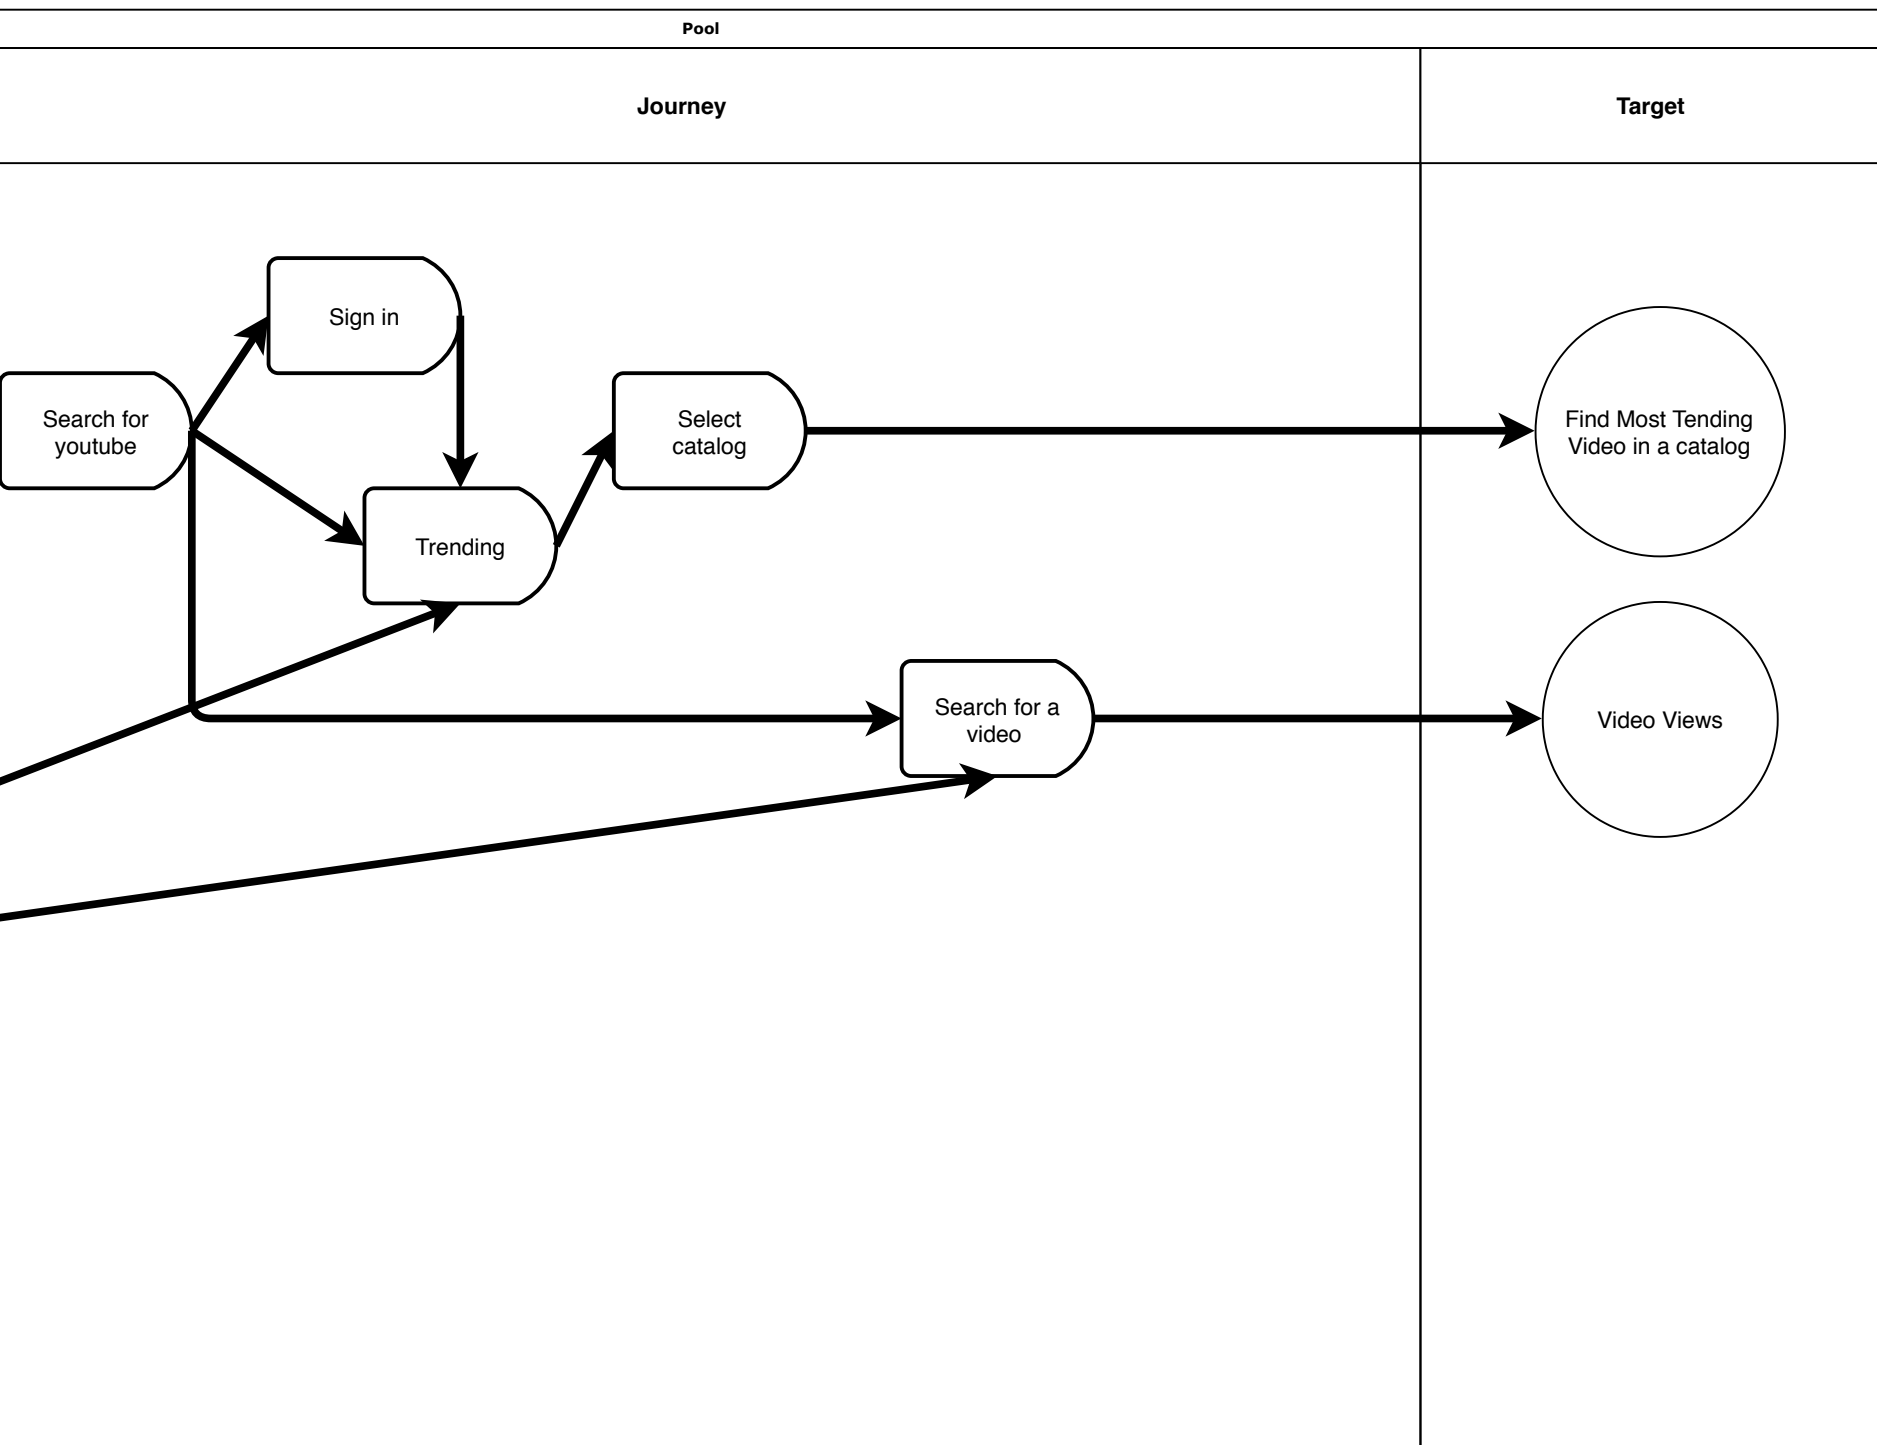 Pool
Journey
Target
Sign in
Search for
youtube
Select
catalog
Find Most Tending
Video in a catalog
Trending
Search for a
video
Video Views